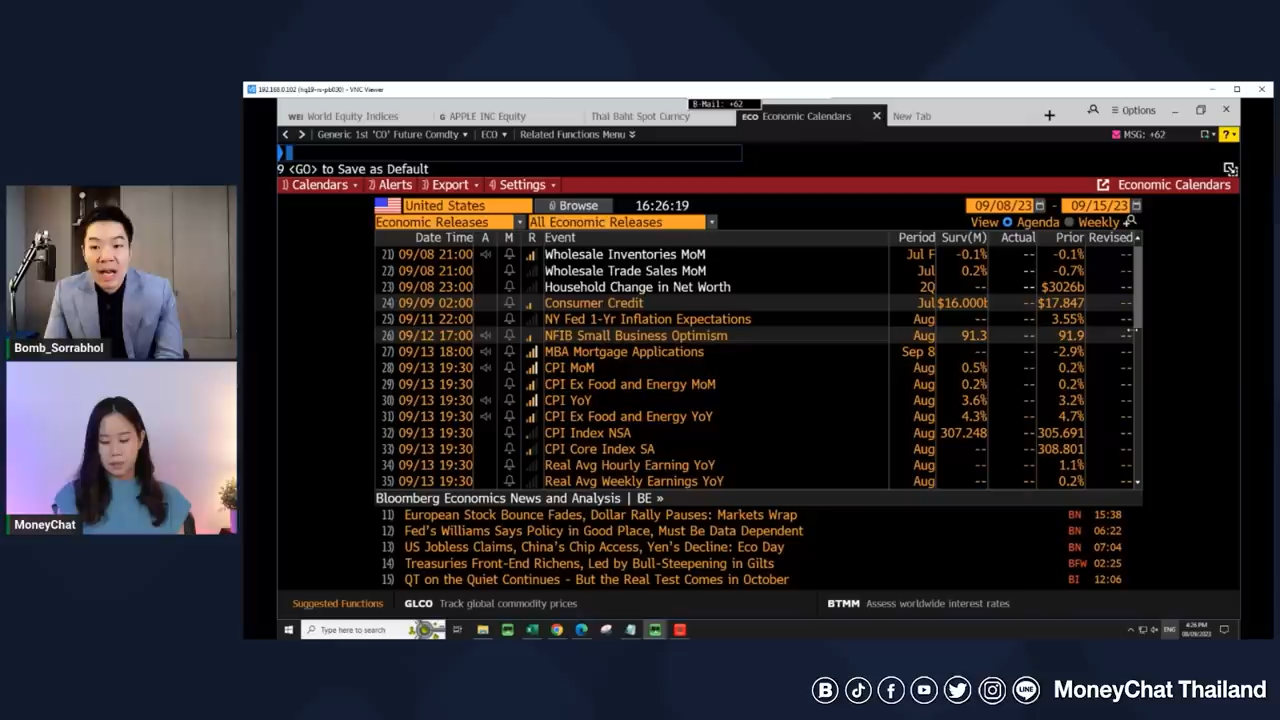 192.168.0.102 (hq19-rs-pb030) - VNC Viewer
B-Mail: +62
WEI World Equity Indices
G APPLE INC Equity
Thai Baht Spot Curncy
ECO Economic Calendars
New Tab
Options
Generic 1st 'CO' Future Comdty
ECO
Related Functions Menu
MSG: +62
?
9 <GO> to Save as Default
1) Calendars
2) Alerts
3) Export
4) Settings
Economic Calendars
United States
Browse
16:26:19
09/08/23 - 09/15/23
Economic Releases
All Economic Releases
View Agenda Weekly
Date Time A M R Event Period Surv(M) Actual Prior Revised
21) 09/08 21:00 Wholesale Inventories MoM Jul F -0.1% -- -0.1% --
22) 09/08 21:00 Wholesale Trade Sales MoM Jul 0.2% -- -0.7% --
23) 09/08 23:00 Household Change in Net Worth 2Q -- -- $3026b --
24) 09/09 02:00 Consumer Credit Jul $16.000b -- $17.847 --
25) 09/11 22:00 NY Fed 1-Yr Inflation Expectations Aug -- -- 3.55% --
26) 09/12 17:00 NFIB Small Business Optimism Aug 91.3 -- 91.9 --
27) 09/13 18:00 MBA Mortgage Applications Sep 8 -- -- -2.9% --
28) 09/13 19:30 CPI MoM Aug 0.5% -- 0.2% --
29) 09/13 19:30 CPI Ex Food and Energy MoM Aug 0.2% -- 0.2% --
30) 09/13 19:30 CPI YoY Aug 3.6% -- 3.2% --
31) 09/13 19:30 CPI Ex Food and Energy YoY Aug 4.3% -- 4.7% --
32) 09/13 19:30 CPI Index NSA Aug 307.248 -- 305.691 --
33) 09/13 19:30 CPI Core Index SA Aug -- -- 308.801 --
34) 09/13 19:30 Real Avg Hourly Earning YoY Aug -- -- 1.1% --
35) 09/13 19:30 Real Avg Weekly Earnings YoY Aug -- -- 0.2% --
Bloomberg Economics News and Analysis | BE »
11) European Stock Bounce Fades, Dollar Rally Pauses: Markets Wrap BN 15:38
12) Fed's Williams Says Policy in Good Place, Must Be Data Dependent BN 06:22
13) US Jobless Claims, China's Chip Access, Yen's Decline: Eco Day BN 07:04
14) Treasuries Front-End Richens, Led by Bull-Steepening in Gilts BFW 02:25
15) QT on the Quiet Continues - But the Real Test Comes in October BI 12:06
Suggested Functions
GLCO Track global commodity prices
BTMM Assess worldwide interest rates
Type here to search
ENG
4:26 PM
08/09/2023
Bomb_Sorrabhol
MoneyChat
LINE
MoneyChat Thailand